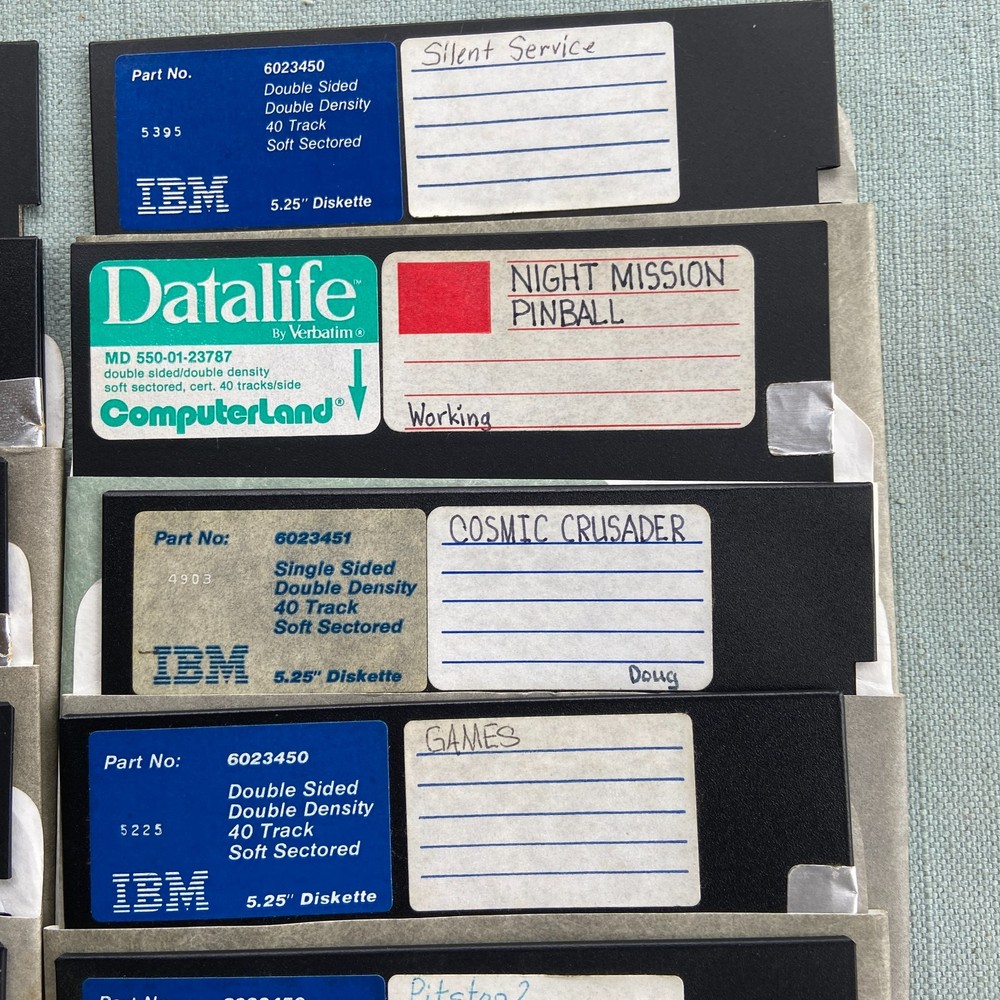 Part No. 6023450
Double Sided
Double Density
5395 40 Track
Soft Sectored
IBM 5.25" Diskette
Silent Service
Datalife™
By Verbatim®
MD 550-01-23787
double sided/double density
soft sectored, cert. 40 tracks/side
ComputerLand®
NIGHT MISSION
PINBALL
Working
Part No: 6023451
4903 Single Sided
Double Density
40 Track
Soft Sectored
IBM 5.25" Diskette
COSMIC CRUSADER
Doug
Part No: 6023450
Double Sided
Double Density
5225 40 Track
Soft Sectored
IBM 5.25" Diskette
GAMES
Pitstop 2